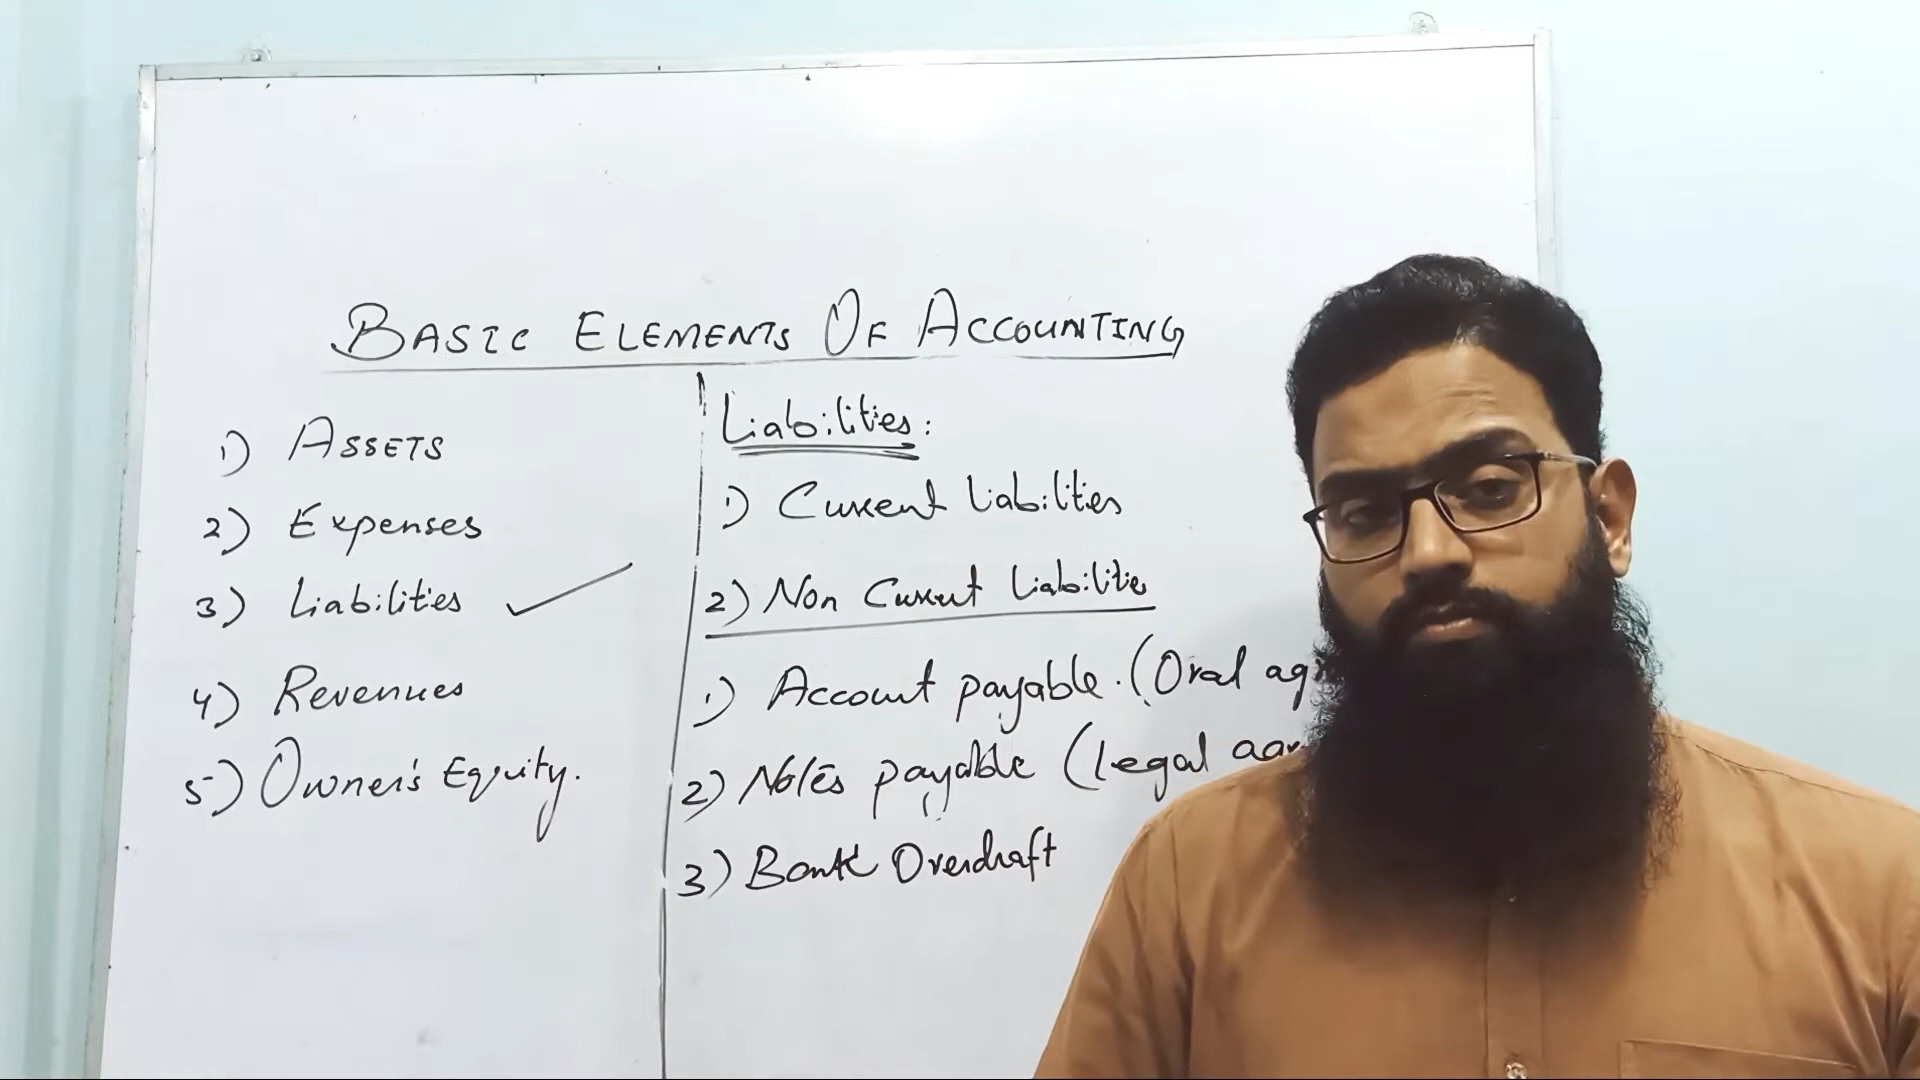 BASIC ELEMENTS OF ACCOUNTING
1) ASSETS
2) Expenses
3) Liabilities
4) Revenues
5) Owner's Equity.
Liabilities:
1) Current Liabilities
2) Non Current Liabilities
1) Account payable. (Oral
2) Notes payable (legal
3) Bank Overdraft